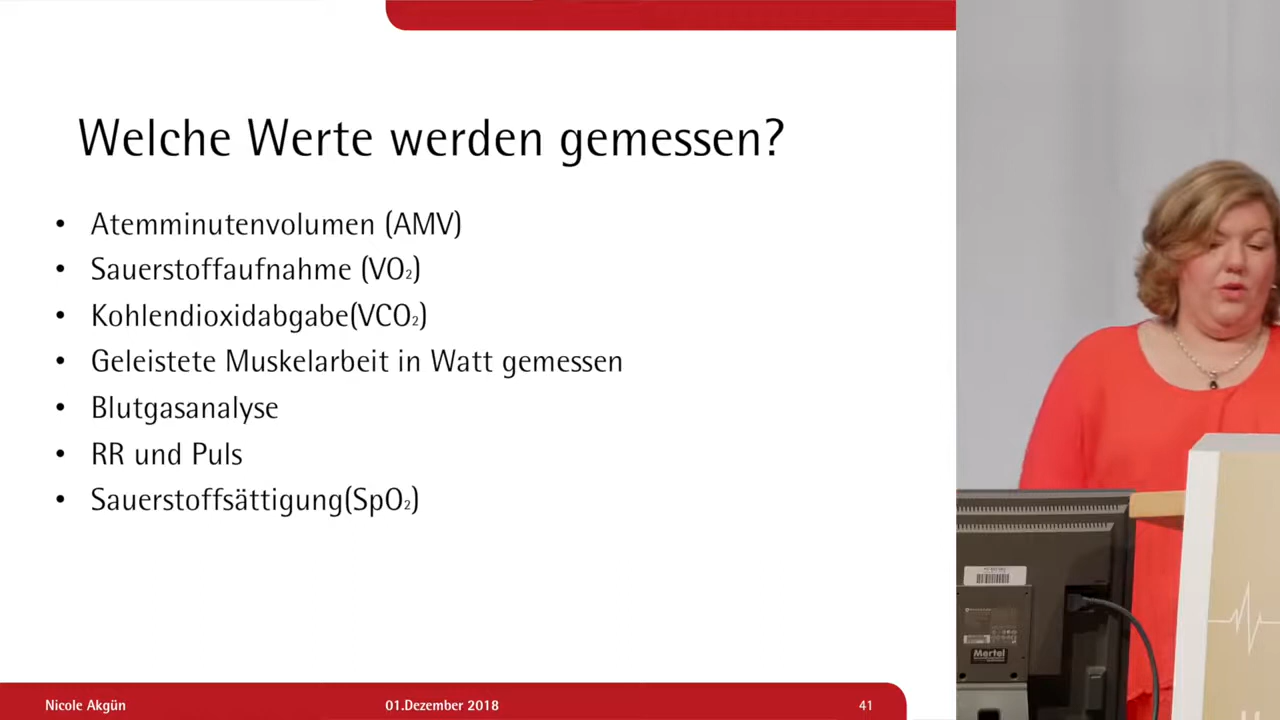 Welche Werte werden gemessen?
• Atemminutenvolumen (AMV)
• Sauerstoffaufnahme (VO₂)
• Kohlendioxidabgabe(VCO₂)
• Geleistete Muskelarbeit in Watt gemessen
• Blutgasanalyse
• RR und Puls
• Sauerstoffsättigung(SpO₂)
Nicole Akgün 01.Dezember 2018 41
Mertel